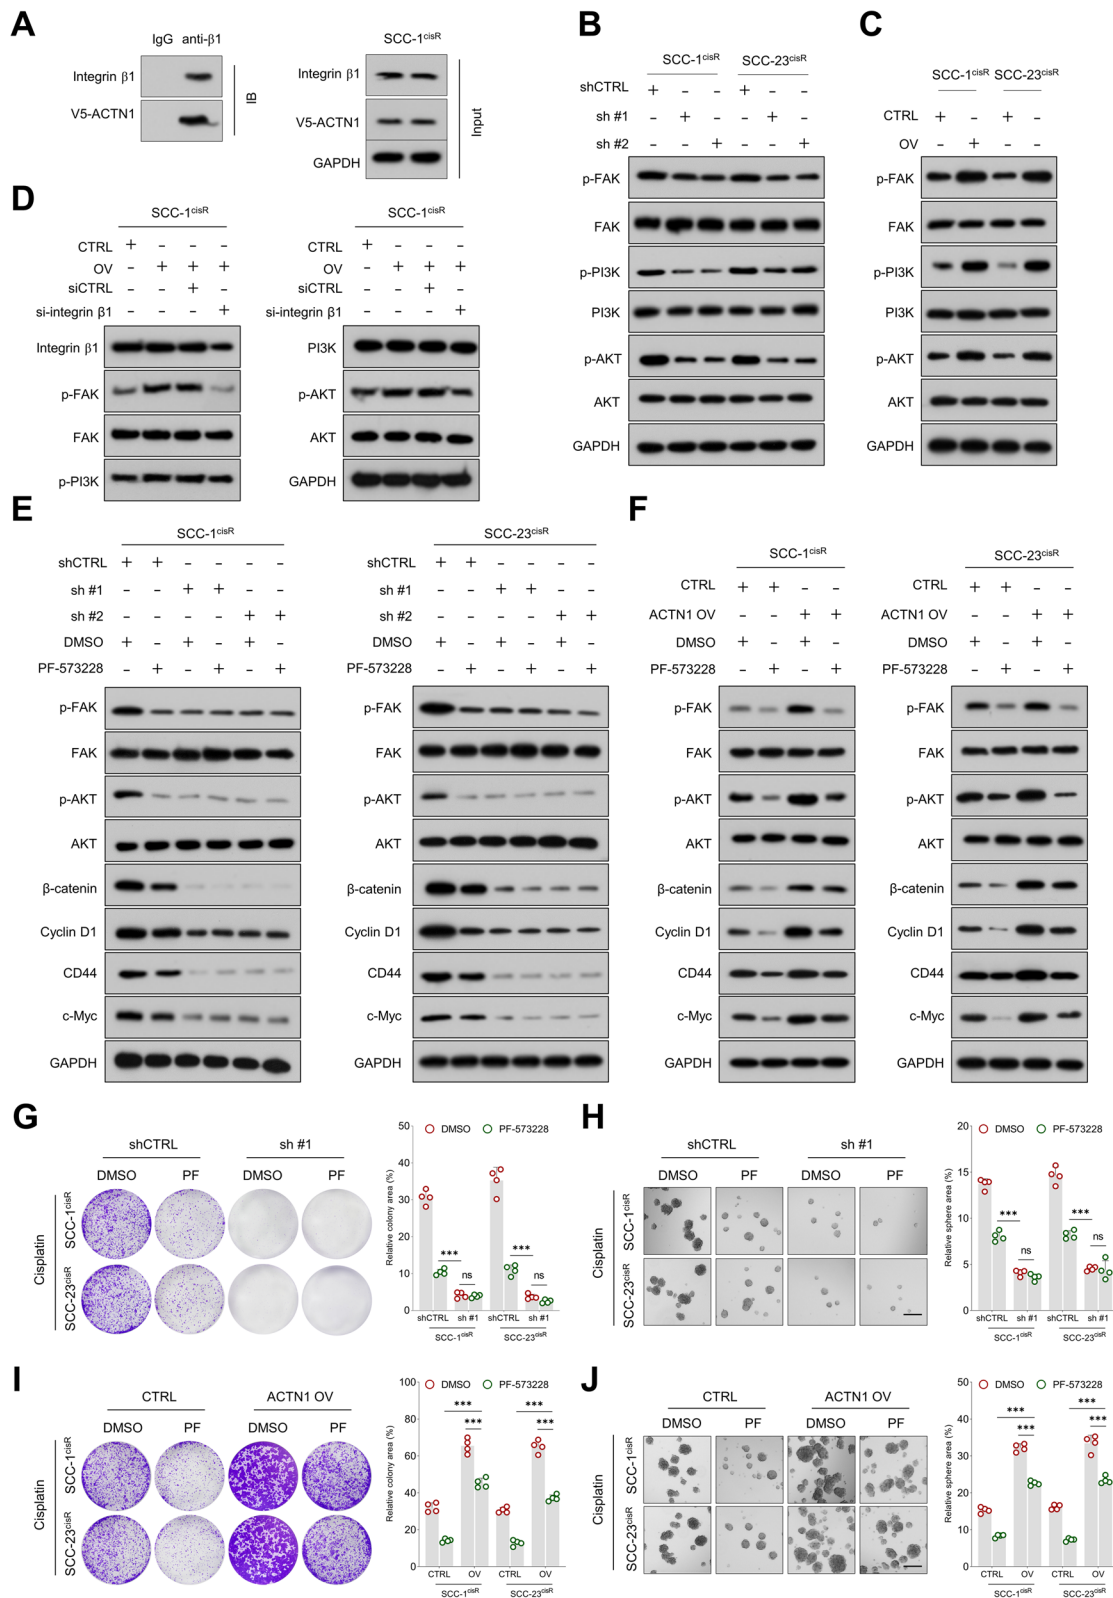 A
IgG anti-β1
Integrin β1
V5-ACTN1
IB
SCC-1cisR
Integrin β1
V5-ACTN1
GAPDH
Input
B
SCC-1cisR SCC-23cisR
shCTRL + - - + - -
sh #1 - + - - + -
sh #2 - - + - - +
p-FAK
FAK
p-PI3K
PI3K
p-AKT
AKT
GAPDH
C
SCC-1cisR SCC-23cisR
CTRL + - + -
OV - + - -
p-FAK
FAK
p-PI3K
PI3K
p-AKT
AKT
GAPDH
D
SCC-1cisR
CTRL + - - -
OV - + + +
siCTRL - - + -
si-integrin β1 - - - +
Integrin β1
p-FAK
FAK
p-PI3K
SCC-1cisR
CTRL + - - -
OV - + + +
siCTRL - - + -
si-integrin β1 - - - +
PI3K
p-AKT
AKT
GAPDH
E
SCC-1cisR
shCTRL + + - - - -
sh #1 - - + + - -
sh #2 - - - - + +
DMSO + - + - + -
PF-573228 - + - + - +
p-FAK
FAK
p-AKT
AKT
β-catenin
Cyclin D1
CD44
c-Myc
GAPDH
SCC-23cisR
shCTRL + + - - - -
sh #1 - - + + - -
sh #2 - - - - + +
DMSO + - + - + -
PF-573228 - + - + - +
p-FAK
FAK
p-AKT
AKT
β-catenin
Cyclin D1
CD44
c-Myc
GAPDH
F
SCC-1cisR
CTRL + + - -
ACTN1 OV - - + +
DMSO + - + -
PF-573228 - + - +
p-FAK
FAK
p-AKT
AKT
β-catenin
Cyclin D1
CD44
c-Myc
GAPDH
SCC-23cisR
CTRL + + - -
ACTN1 OV - - + +
DMSO + - + -
PF-573228 - + - +
p-FAK
FAK
p-AKT
AKT
β-catenin
Cyclin D1
CD44
c-Myc
GAPDH
G
shCTRL sh #1
DMSO PF DMSO PF
Cisplatin
SCC-1cisR
SCC-23cisR
DMSO PF-573228
Relative colony area (%)
50
40
30
20
10
0
*** ns *** ns
shCTRL sh #1 shCTRL sh #1
SCC-1cisR SCC-23cisR
H
shCTRL sh #1
DMSO PF DMSO PF
Cisplatin
SCC-1cisR
SCC-23cisR
DMSO PF-573228
Relative sphere area (%)
20
15
10
5
0
*** ns *** ns
shCTRL sh #1 shCTRL sh #1
SCC-1cisR SCC-23cisR
I
CTRL ACTN1 OV
DMSO PF DMSO PF
Cisplatin
SCC-1cisR
SCC-23cisR
DMSO PF-573228
Relative colony area (%)
100
80
60
40
20
0
*** ***
*** ***
CTRL OV CTRL OV
SCC-1cisR SCC-23cisR
J
CTRL ACTN1 OV
DMSO PF DMSO PF
Cisplatin
SCC-1cisR
SCC-23cisR
DMSO PF-573228
Relative sphere area (%)
40
30
20
10
0
*** ***
*** ***
CTRL OV CTRL OV
SCC-1cisR SCC-23cisR